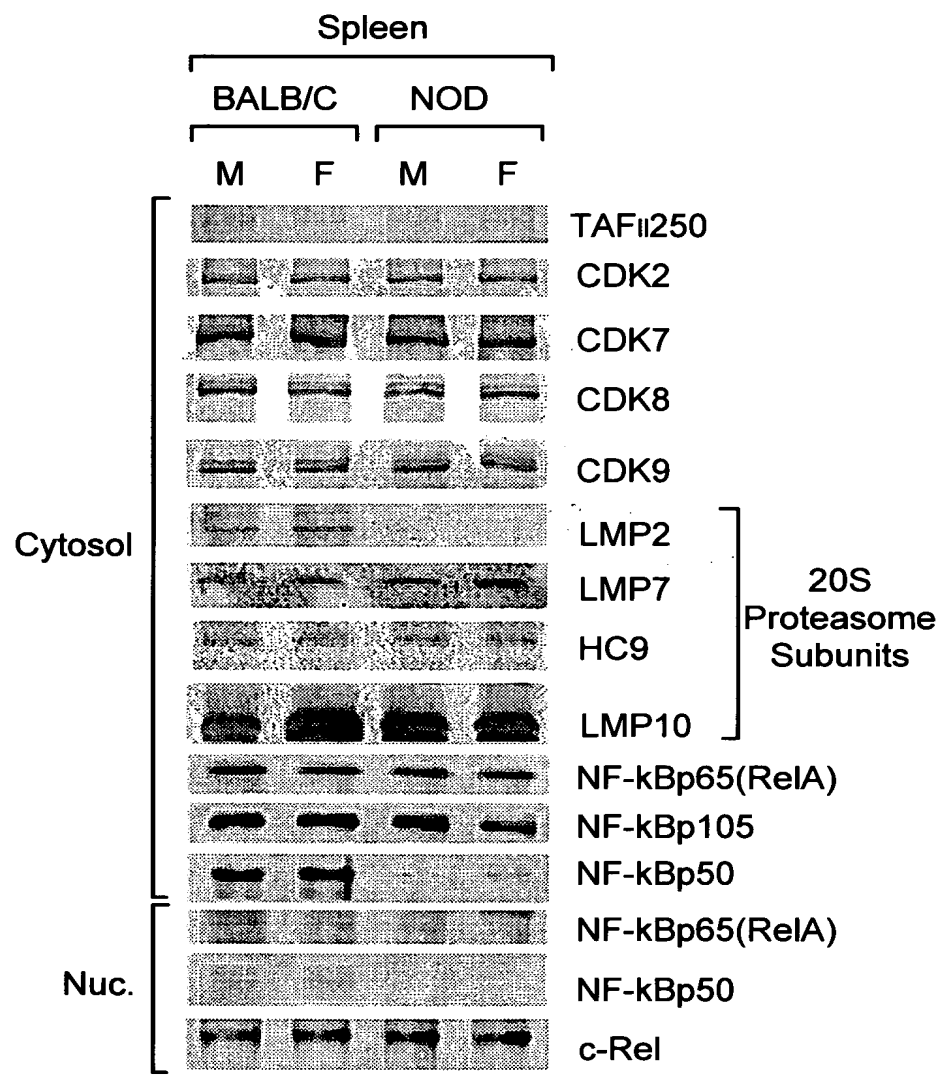 Spleen
BALB/C NOD
M F M F
TAFII250
CDK2
CDK7
CDK8
CDK9
Cytosol
LMP2
LMP7
HC9
LMP10
20S
Proteasome
Subunits
NF-kBp65(RelA)
NF-kBp105
NF-kBp50
Nuc.
NF-kBp65(RelA)
NF-kBp50
c-Rel